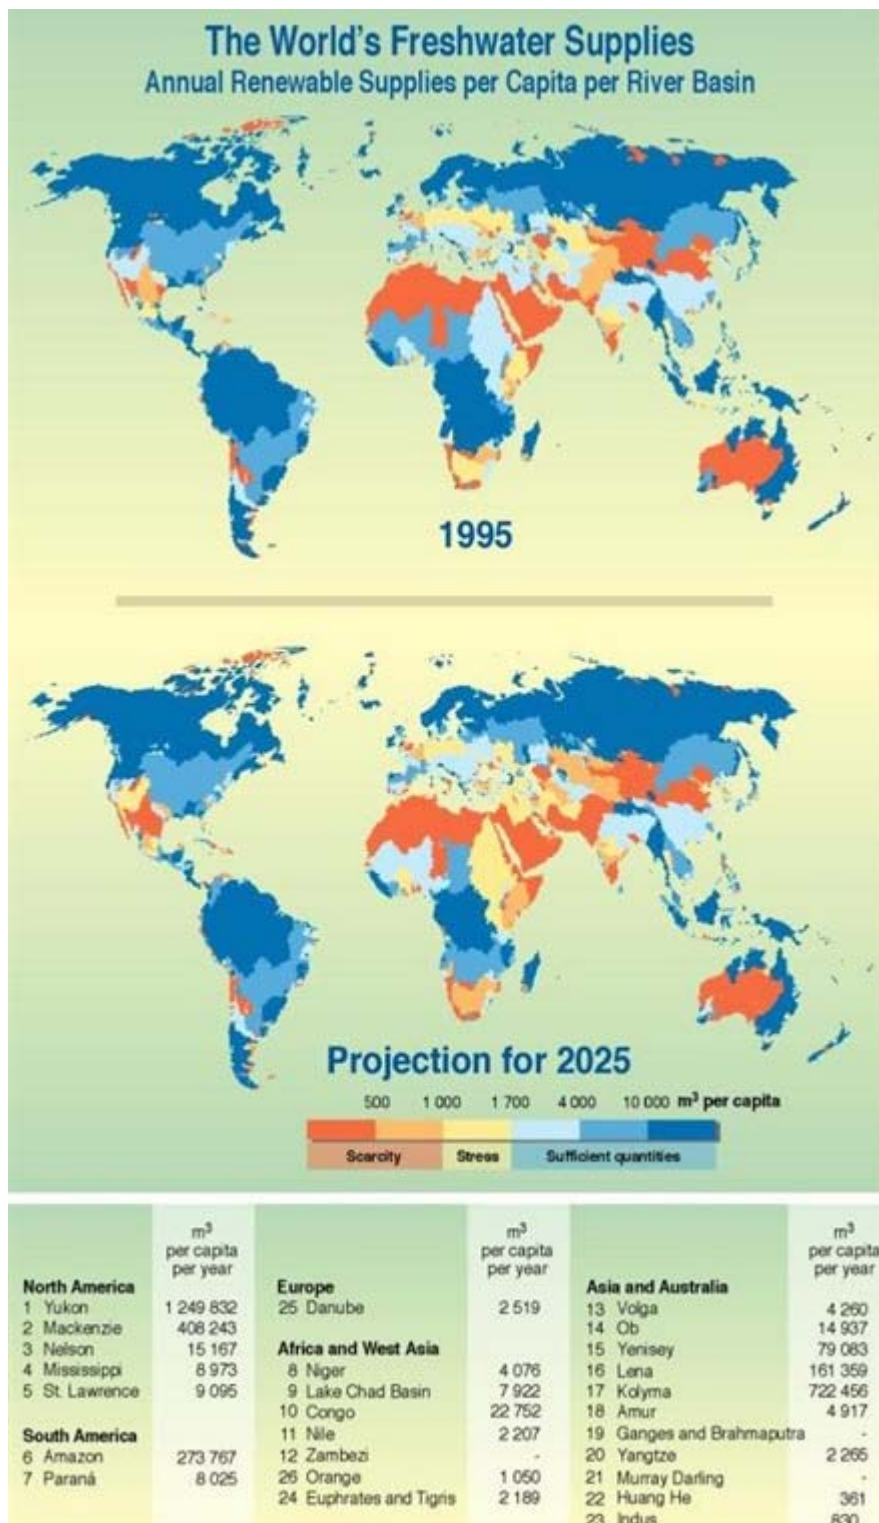 The World's Freshwater Supplies
Annual Renewable Supplies per Capita per River Basin
1995
Projection for 2025
500 1 000 1 700 4 000 10 000 m³ per capita
Scarcity Stress Sufficient quantities
m³
per capita
per year
North America
1 Yukon 1 249 832
2 Mackenzie 408 243
3 Nelson 15 167
4 Mississippi 8 973
5 St. Lawrence 9 095
South America
6 Amazon 273 767
7 Paraná 8 025
m³
per capita
per year
Europe
25 Danube 2 519
Africa and West Asia
8 Niger 4 076
9 Lake Chad Basin 7 922
10 Congo 22 752
11 Nile 2 207
12 Zambezi -
26 Orange 1 050
24 Euphrates and Tigris 2 189
m³
per capita
per year
Asia and Australia
13 Volga 4 260
14 Ob 14 937
15 Yenisey 79 083
16 Lena 161 359
17 Kolyma 722 456
18 Amur 4 917
19 Ganges and Brahmaputra -
20 Yangtze 2 265
21 Murray Darling -
22 Huang He 361
23 Indus 830